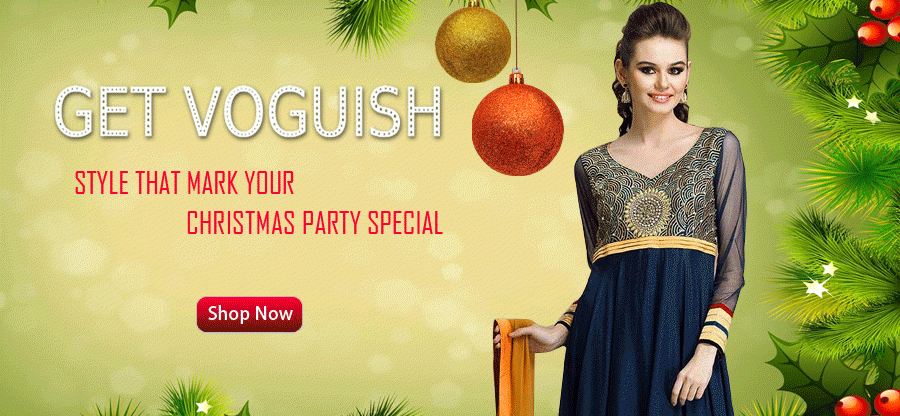 GET VOGUISH
STYLE THAT MARK YOUR
CHRISTMAS PARTY SPECIAL
Shop Now